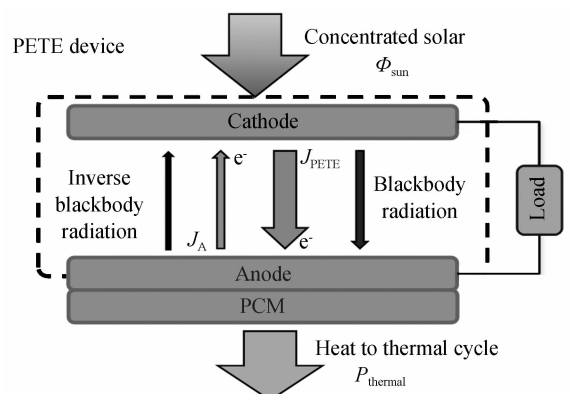 PETE device
Concentrated solar
Φsun
Cathode
e-
JPETE
Inverse
blackbody
radiation
Blackbody
radiation
Load
JA
e-
Anode
PCM
Heat to thermal cycle
Pthermal